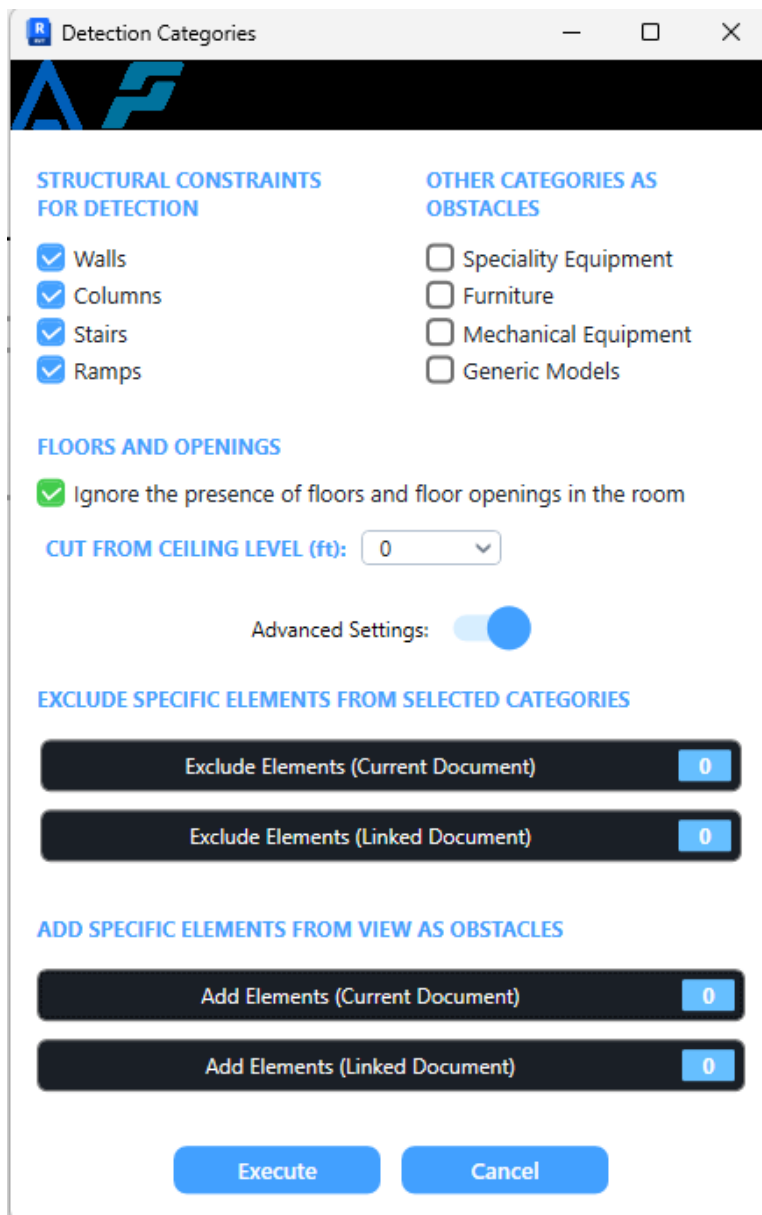 Detection Categories
STRUCTURAL CONSTRAINTS
FOR DETECTION
Walls
Columns
Stairs
Ramps
OTHER CATEGORIES AS
OBSTACLES
Speciality Equipment
Furniture
Mechanical Equipment
Generic Models
FLOORS AND OPENINGS
Ignore the presence of floors and floor openings in the room
CUT FROM CEILING LEVEL (ft): 0
Advanced Settings:
EXCLUDE SPECIFIC ELEMENTS FROM SELECTED CATEGORIES
Exclude Elements (Current Document) 0
Exclude Elements (Linked Document) 0
ADD SPECIFIC ELEMENTS FROM VIEW AS OBSTACLES
Add Elements (Current Document) 0
Add Elements (Linked Document) 0
Execute Cancel